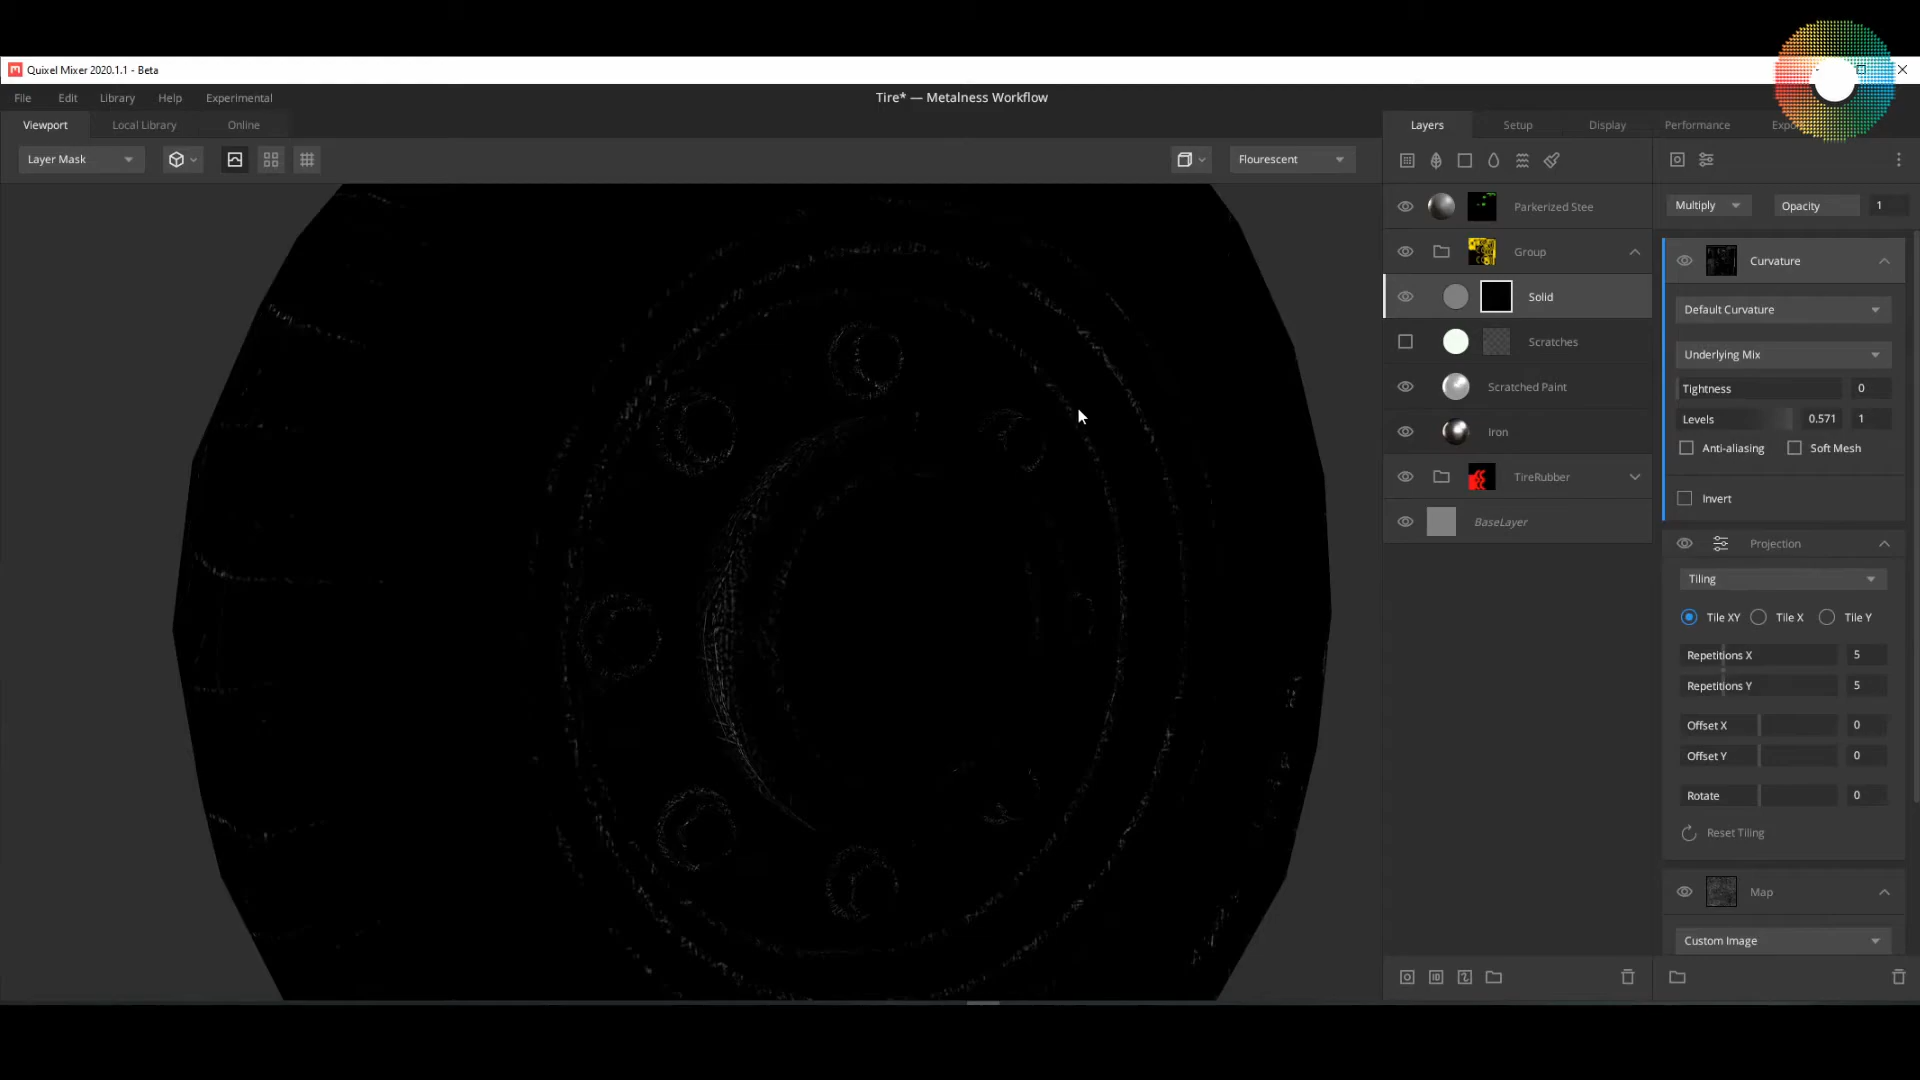 Quixel Mixer 2020.1.1 - Beta
File Edit Library Help Experimental
Tire* — Metalness Workflow
Viewport Local Library Online
Layers Setup Display Performance
Layer Mask
Flourescent
Parkerized Stee
Group
Solid
Scratches
Scratched Paint
Iron
TireRubber
BaseLayer
Multiply Opacity 1
Curvature
Default Curvature
Underlying Mix
Tightness 0
Levels 0.571 1
Anti-aliasing Soft Mesh
Invert
Projection
Tiling
Tile XY Tile X Tile Y
Repetitions X 5
Repetitions Y 5
Offset X 0
Offset Y 0
Rotate 0
Reset Tiling
Map
Custom Image